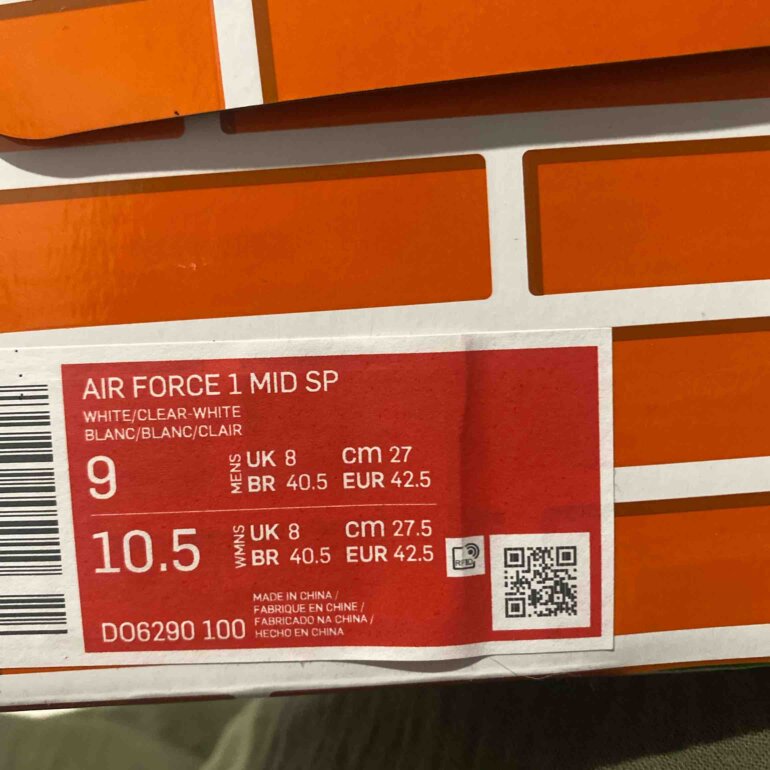 AIR FORCE 1 MID SP
WHITE/CLEAR-WHITE
BLANC/BLANC/CLAIR
9 MENS UK 8 cm 27
BR 40.5 EUR 42.5
10.5 WMNS UK 8 cm 27.5
BR 40.5 EUR 42.5
RFID
MADE IN CHINA /
FABRIQUE EN CHINE /
FABRICADO NA CHINA /
DO6290 100 HECHO EN CHINA